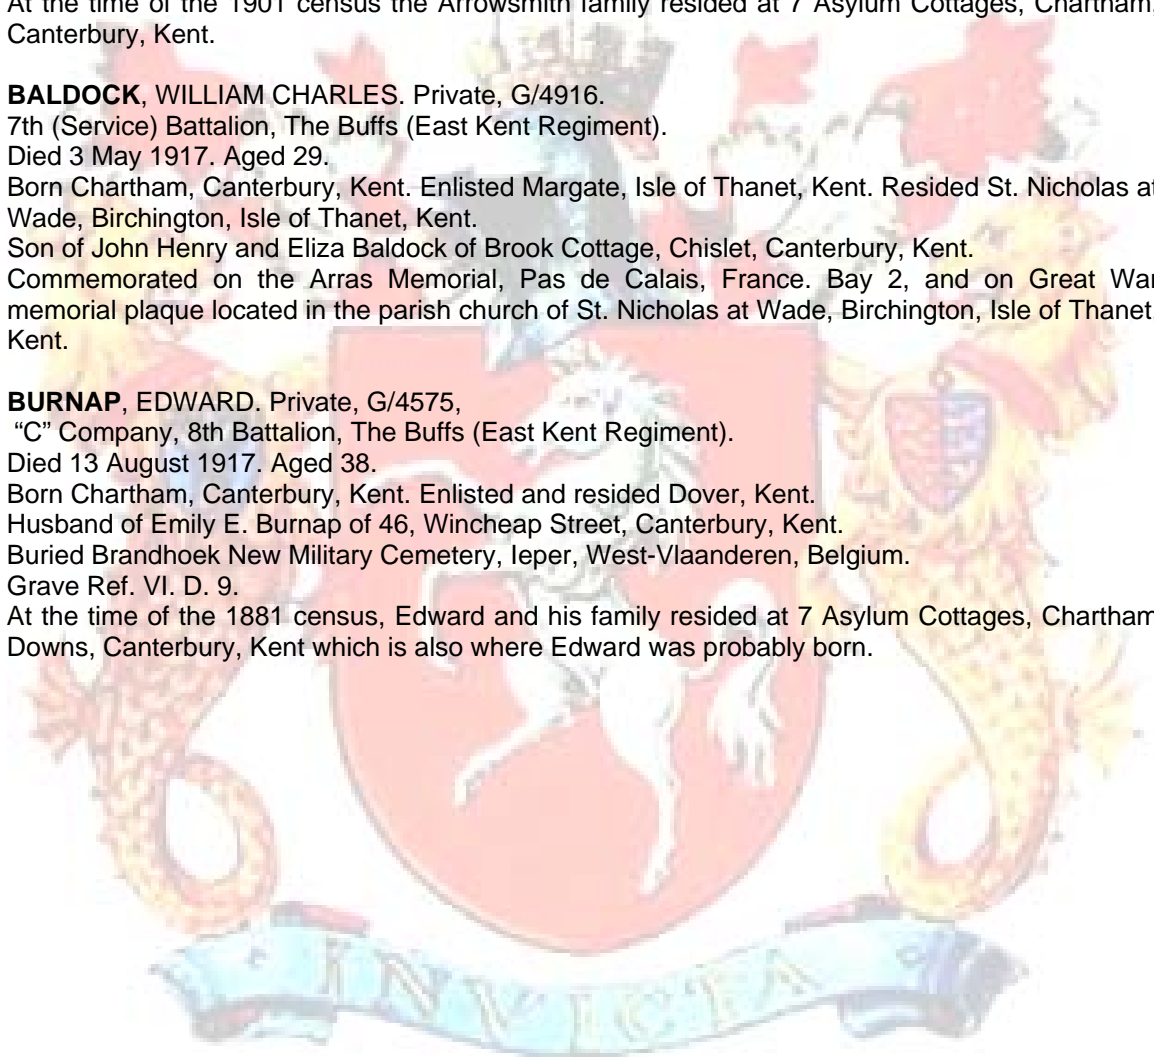 At the time of the 1901 census the Arrowsmith family resided at 7 Asylum Cottages, Chartham,
Canterbury, Kent.
BALDOCK, WILLIAM CHARLES. Private, G/4916.
7th (Service) Battalion, The Buffs (East Kent Regiment).
Died 3 May 1917. Aged 29.
Born Chartham, Canterbury, Kent. Enlisted Margate, Isle of Thanet, Kent. Resided St. Nicholas at
Wade, Birchington, Isle of Thanet, Kent.
Son of John Henry and Eliza Baldock of Brook Cottage, Chislet, Canterbury, Kent.
Commemorated on the Arras Memorial, Pas de Calais, France. Bay 2, and on Great War
memorial plaque located in the parish church of St. Nicholas at Wade, Birchington, Isle of Thanet,
Kent.
BURNAP, EDWARD. Private, G/4575,
“C” Company, 8th Battalion, The Buffs (East Kent Regiment).
Died 13 August 1917. Aged 38.
Born Chartham, Canterbury, Kent. Enlisted and resided Dover, Kent.
Husband of Emily E. Burnap of 46, Wincheap Street, Canterbury, Kent.
Buried Brandhoek New Military Cemetery, Ieper, West-Vlaanderen, Belgium.
Grave Ref. VI. D. 9.
At the time of the 1881 census, Edward and his family resided at 7 Asylum Cottages, Chartham
Downs, Canterbury, Kent which is also where Edward was probably born.
INVICTA